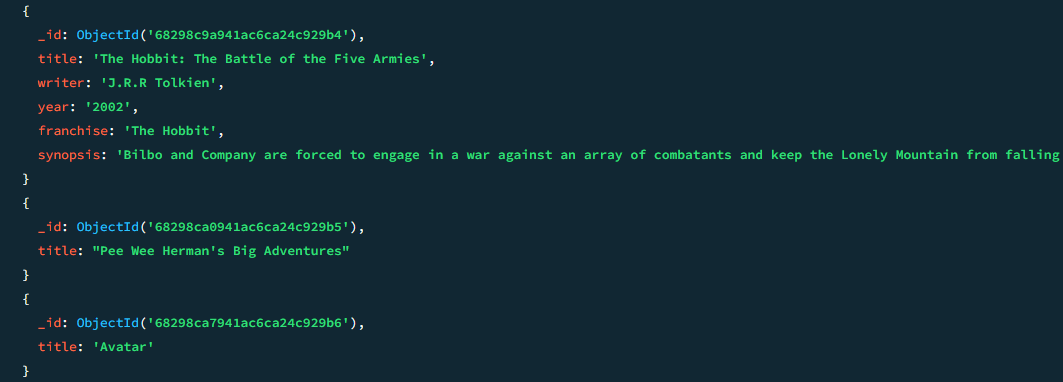 {
_id: ObjectId('68298c9a941ac6ca24c929b4'),
title: 'The Hobbit: The Battle of the Five Armies',
writer: 'J.R.R Tolkien',
year: '2002',
franchise: 'The Hobbit',
synopsis: 'Bilbo and Company are forced to engage in a war against an array of combatants and keep the Lonely Mountain from falling
}
{
_id: ObjectId('68298ca0941ac6ca24c929b5'),
title: "Pee Wee Herman's Big Adventures"
}
{
_id: ObjectId('68298ca7941ac6ca24c929b6'),
title: 'Avatar'
}